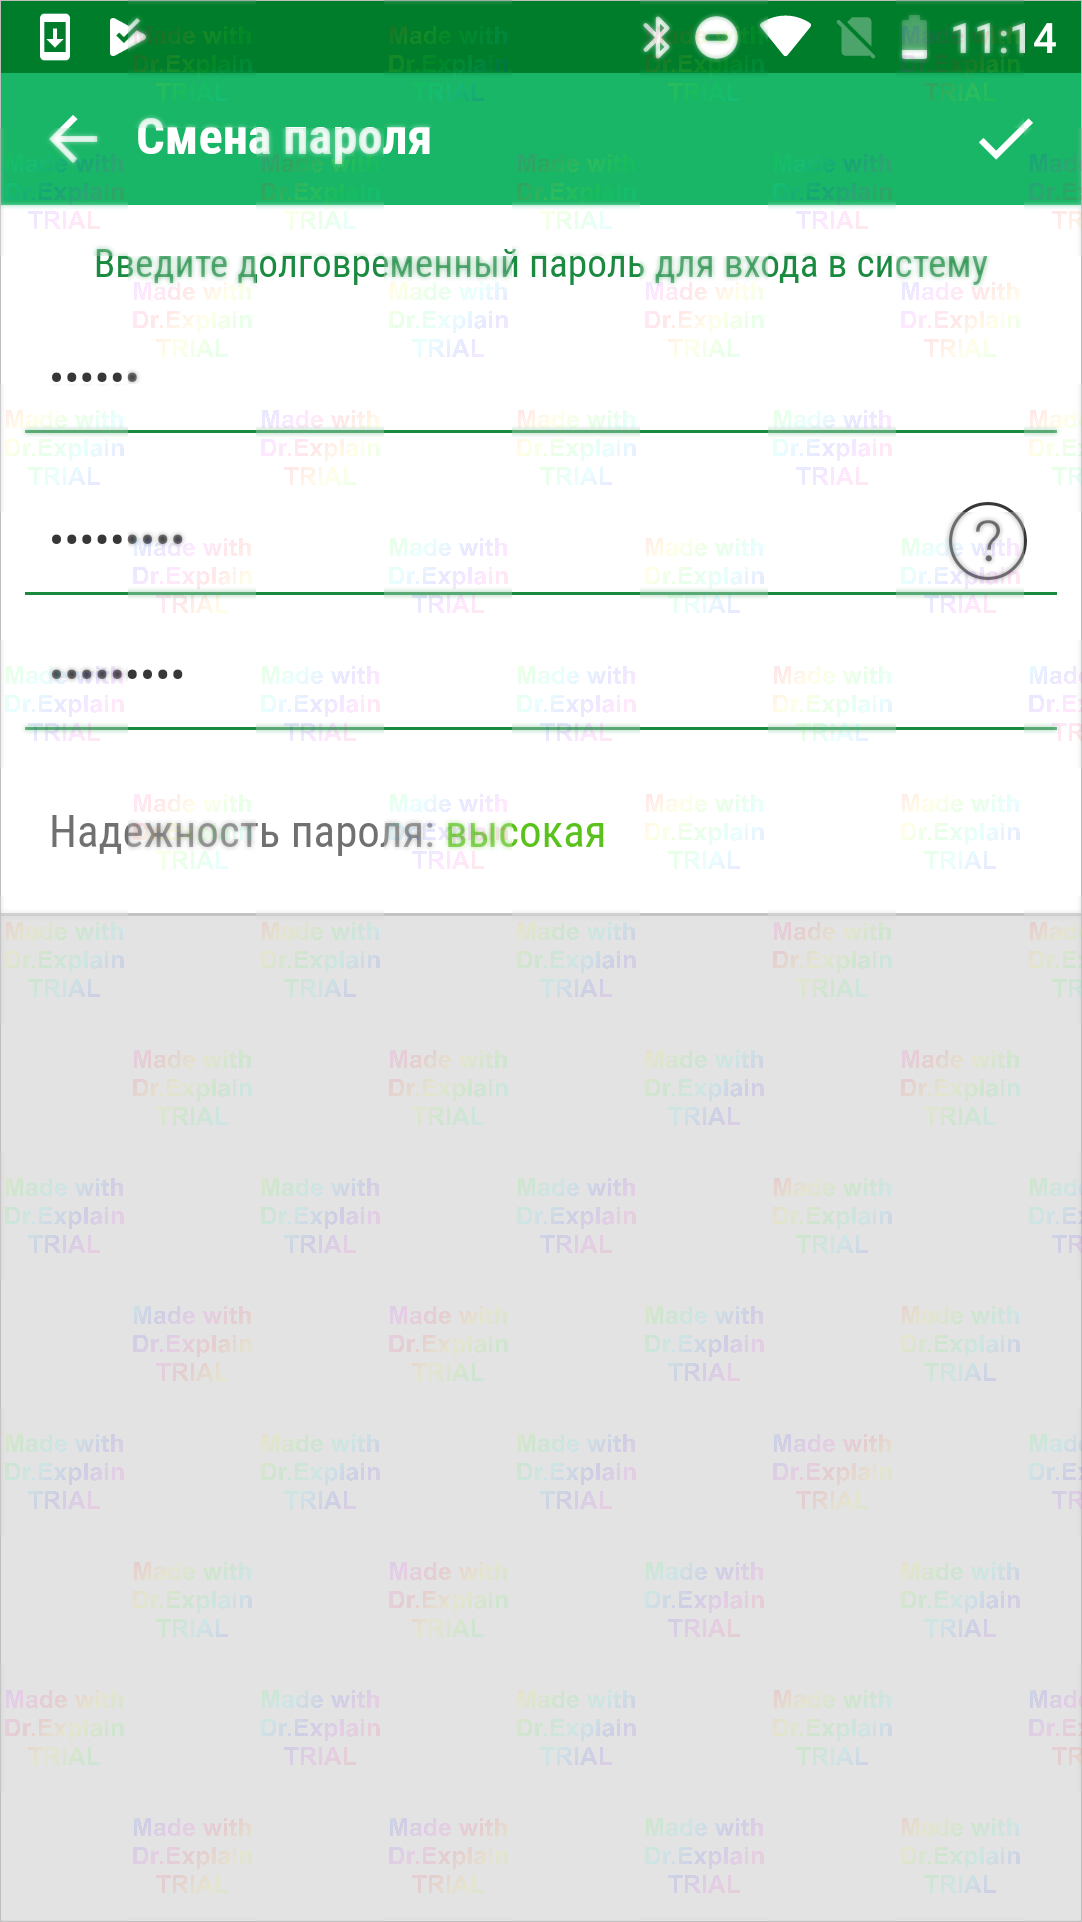 11:14
Смена пароля
Введите долговременный пароль для входа в систему
••••••
•••••••••
?
•••••••••
Надежность пароля: высокая
Made with
Dr.Explain
TRIAL